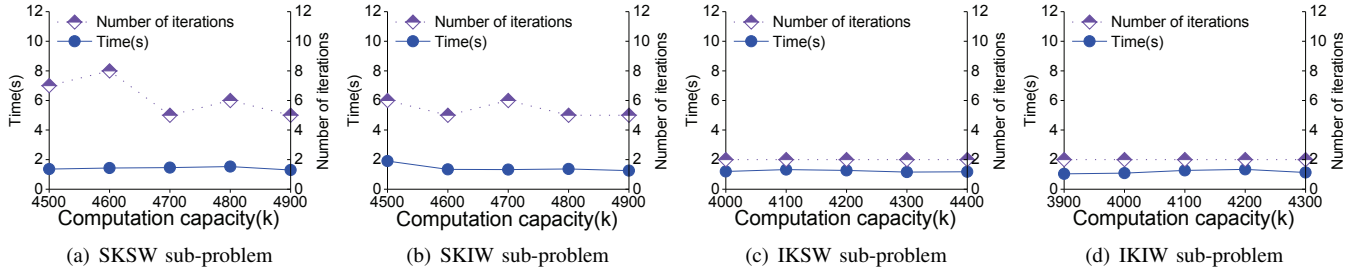 Number of iterations
Time(s)
12
10
8
6
4
2
0
Time(s)
12
10
8
6
4
2
0
Number of iterations
4500 4600 4700 4800 4900
Computation capacity(k)
(a) SKSW sub-problem
Number of iterations
Time(s)
12
10
8
6
4
2
0
Time(s)
12
10
8
6
4
2
0
Number of iterations
4500 4600 4700 4800 4900
Computation capacity(k)
(b) SKIW sub-problem
Number of iterations
Time(s)
12
10
8
6
4
2
0
Time(s)
12
10
8
6
4
2
0
Number of iterations
4000 4100 4200 4300 4400
Computation capacity(k)
(c) IKSW sub-problem
Number of iterations
Time(s)
12
10
8
6
4
2
0
Time(s)
12
10
8
6
4
2
0
Number of iterations
3900 4000 4100 4200 4300
Computation capacity(k)
(d) IKIW sub-problem